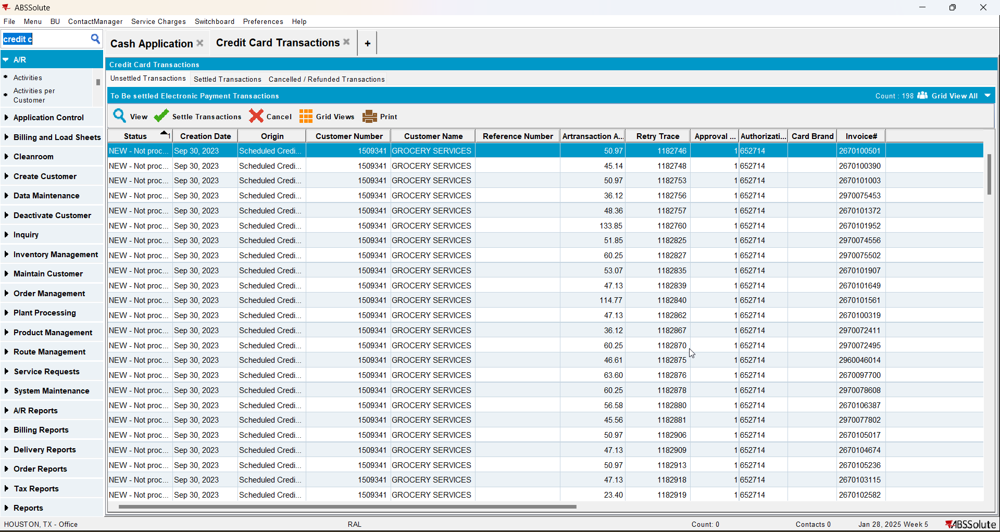 ABSSolute
File Menu BU ContactManager Service Charges Switchboard Preferences Help
credit c
Cash Application Credit Card Transactions +
A/R
Activities
Activities per
Customer
Application Control
Billing and Load Sheets
Cleanroom
Create Customer
Data Maintenance
Deactivate Customer
Inquiry
Inventory Management
Maintain Customer
Order Management
Plant Processing
Product Management
Route Management
Service Requests
System Maintenance
A/R Reports
Billing Reports
Delivery Reports
Order Reports
Tax Reports
Reports
Credit Card Transactions
Unsettled Transactions Settled Transactions Cancelled / Refunded Transactions
To Be settled Electronic Payment Transactions Count : 198 Grid View All
View Settle Transactions Cancel Grid Views Print
Status 1 Creation Date Origin Customer Number Customer Name Reference Number Artransaction A... Retry Trace Approval ... Authorizati... Card Brand Invoice#
NEW - Not proc... Sep 30, 2023 Scheduled Credi... 1509341 GROCERY SERVICES 50.97 1182746 1 652714 2670100501
NEW - Not proc... Sep 30, 2023 Scheduled Credi... 1509341 GROCERY SERVICES 45.14 1182748 1 652714 2670100390
NEW - Not proc... Sep 30, 2023 Scheduled Credi... 1509341 GROCERY SERVICES 50.97 1182753 1 652714 2670101003
NEW - Not proc... Sep 30, 2023 Scheduled Credi... 1509341 GROCERY SERVICES 36.12 1182756 1 652714 2970075453
NEW - Not proc... Sep 30, 2023 Scheduled Credi... 1509341 GROCERY SERVICES 48.36 1182757 1 652714 2670101372
NEW - Not proc... Sep 30, 2023 Scheduled Credi... 1509341 GROCERY SERVICES 133.85 1182760 1 652714 2670101952
NEW - Not proc... Sep 30, 2023 Scheduled Credi... 1509341 GROCERY SERVICES 51.85 1182825 1 652714 2970074556
NEW - Not proc... Sep 30, 2023 Scheduled Credi... 1509341 GROCERY SERVICES 60.25 1182827 1 652714 2970075502
NEW - Not proc... Sep 30, 2023 Scheduled Credi... 1509341 GROCERY SERVICES 53.07 1182835 1 652714 2670101907
NEW - Not proc... Sep 30, 2023 Scheduled Credi... 1509341 GROCERY SERVICES 47.13 1182839 1 652714 2670101649
NEW - Not proc... Sep 30, 2023 Scheduled Credi... 1509341 GROCERY SERVICES 114.77 1182840 1 652714 2670101561
NEW - Not proc... Sep 30, 2023 Scheduled Credi... 1509341 GROCERY SERVICES 47.13 1182862 1 652714 2670100319
NEW - Not proc... Sep 30, 2023 Scheduled Credi... 1509341 GROCERY SERVICES 36.12 1182867 1 652714 2970072411
NEW - Not proc... Sep 30, 2023 Scheduled Credi... 1509341 GROCERY SERVICES 60.25 1182870 1 652714 2970072495
NEW - Not proc... Sep 30, 2023 Scheduled Credi... 1509341 GROCERY SERVICES 46.61 1182875 1 652714 2960046014
NEW - Not proc... Sep 30, 2023 Scheduled Credi... 1509341 GROCERY SERVICES 63.60 1182876 1 652714 2670097700
NEW - Not proc... Sep 30, 2023 Scheduled Credi... 1509341 GROCERY SERVICES 60.25 1182878 1 652714 2970078608
NEW - Not proc... Sep 30, 2023 Scheduled Credi... 1509341 GROCERY SERVICES 56.58 1182880 1 652714 2670106387
NEW - Not proc... Sep 30, 2023 Scheduled Credi... 1509341 GROCERY SERVICES 45.56 1182881 1 652714 2970077802
NEW - Not proc... Sep 30, 2023 Scheduled Credi... 1509341 GROCERY SERVICES 50.97 1182906 1 652714 2670105017
NEW - Not proc... Sep 30, 2023 Scheduled Credi... 1509341 GROCERY SERVICES 47.13 1182909 1 652714 2670104674
NEW - Not proc... Sep 30, 2023 Scheduled Credi... 1509341 GROCERY SERVICES 50.97 1182913 1 652714 2670105236
NEW - Not proc... Sep 30, 2023 Scheduled Credi... 1509341 GROCERY SERVICES 47.13 1182918 1 652714 2670103115
NEW - Not proc... Sep 30, 2023 Scheduled Credi... 1509341 GROCERY SERVICES 23.40 1182919 1 652714 2670102582
HOUSTON, TX - Office RAL Count: 0 Contacts 0 Jan 28, 2025 Week 5 ABSSolute